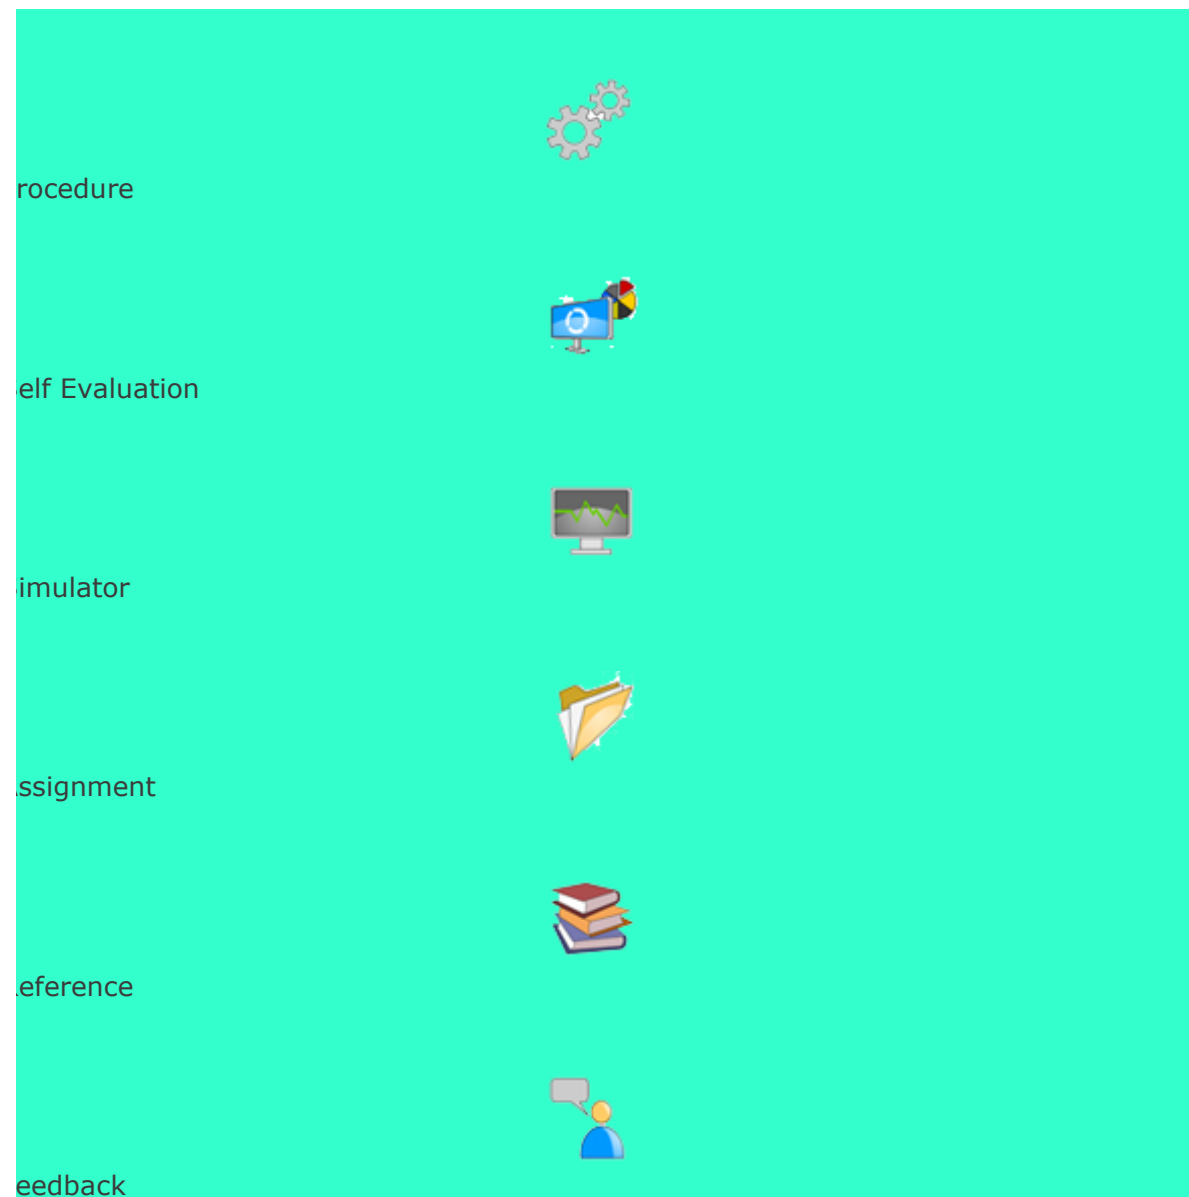 rocedure
elf Evaluation
imulator
ssignment
eference
eedback